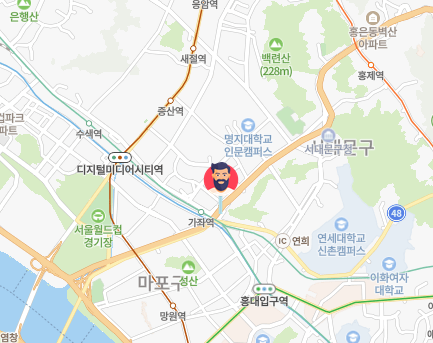 응암역
은행산
홍은동벽산
아파트
새절역
백련산
(228m)
홍제역
증산역
수색역
명지대학교
인문캠퍼스
서대문구청
디지털미디어시티역
서울월드컵
경기장
가좌역
48
IC
연희
연세대학교
신촌캠퍼스
성산
마포구
이화여자
대학교
홍대입구역
망원역